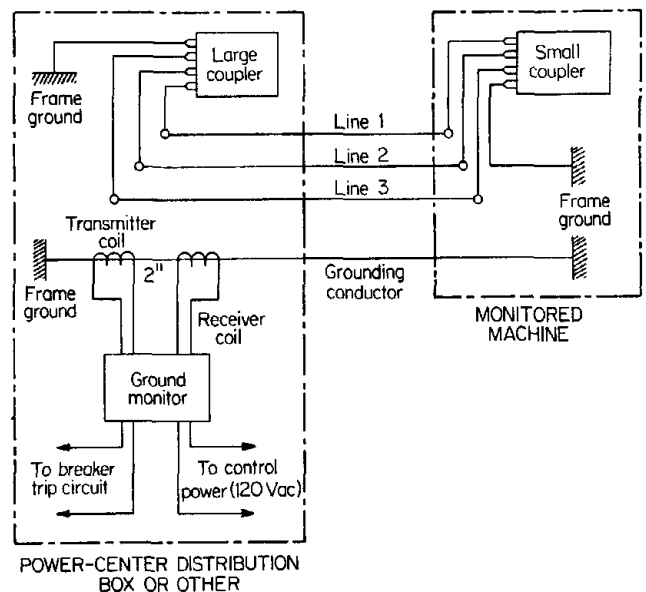 Large
coupler
Small
coupler
Frame
ground
Line 1
Line 2
Line 3
Frame
ground
Transmitter
coil
2"
Frame
ground
Receiver
coil
Grounding
conductor
MONITORED
MACHINE
Ground
monitor
To breaker
trip circuit
To control
power (120 Vac)
POWER-CENTER DISTRIBUTION
BOX OR OTHER